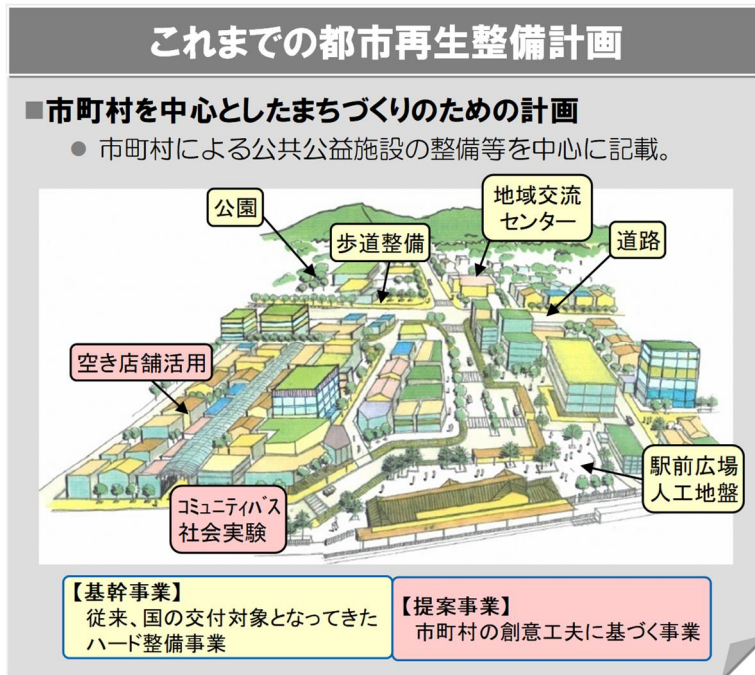 これまでの都市再生整備計画
■市町村を中心としたまちづくりのための計画
● 市町村による公共公益施設の整備等を中心に記載。
公園
地域交流
センター
歩道整備
道路
空き店舗活用
駅前広場
人工地盤
ｺﾐｭﾆﾃｨﾊﾞｽ
社会実験
【基幹事業】
従来、国の交付対象となってきた
ハード整備事業
【提案事業】
市町村の創意工夫に基づく事業